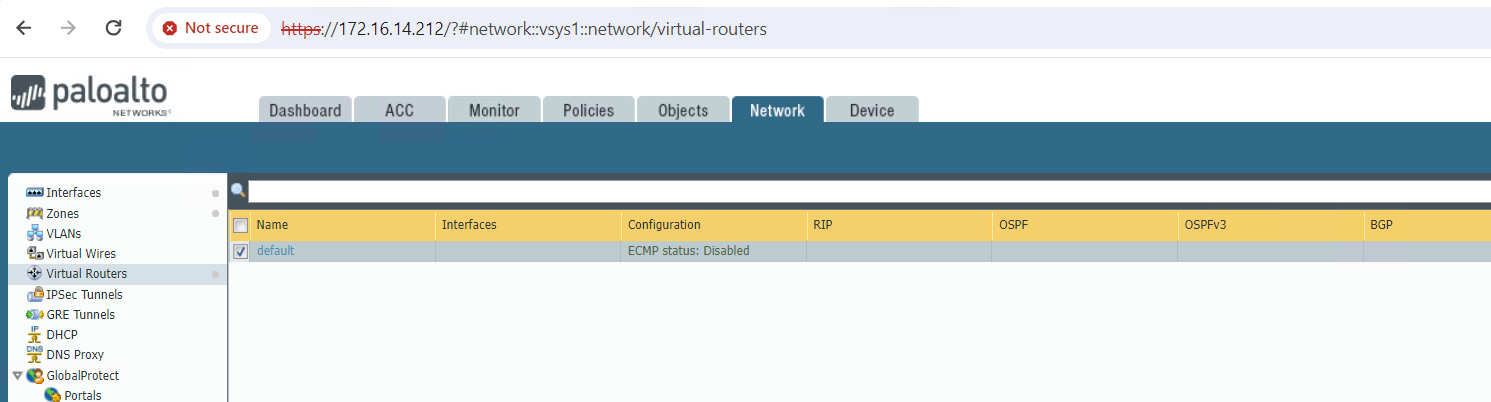 Not secure https://172.16.14.212/?#network::vsys1::network/virtual-routers
paloalto
NETWORKS®
Dashboard ACC Monitor Policies Objects Network Device
Interfaces
Zones
VLANs
Virtual Wires
Virtual Routers
IPSec Tunnels
GRE Tunnels
IP
DHCP
DNS
DNS Proxy
GlobalProtect
Portals
Name Interfaces Configuration RIP OSPF OSPFv3 BGP
default ECMP status: Disabled